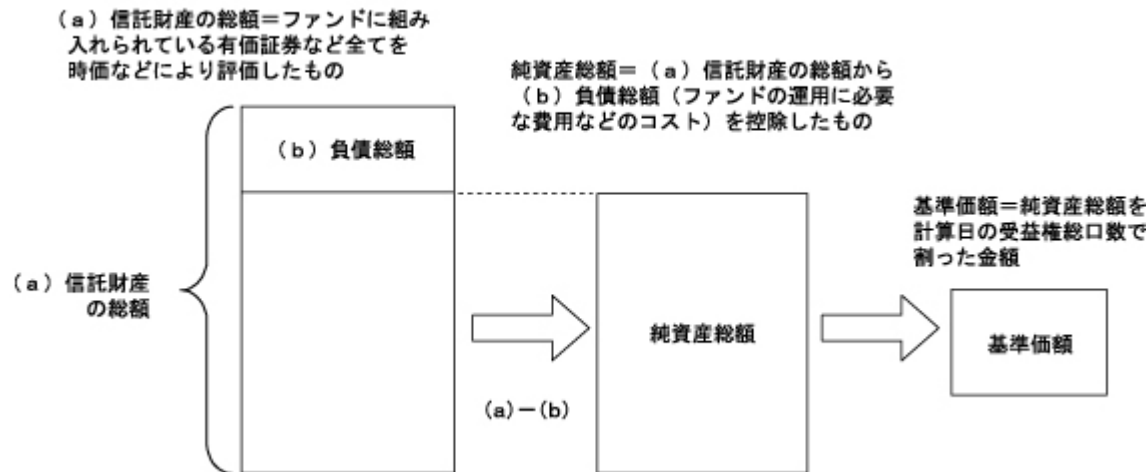 (a)信託財産の総額＝ファンドに組み
入れられている有価証券など全てを
時価などにより評価したもの
純資産総額＝(a)信託財産の総額から
(b)負債総額(ファンドの運用に必要
な費用などのコスト)を控除したもの
(b)負債総額
基準価額＝純資産総額を
計算日の受益権総口数で
割った金額
(a)信託財産
の総額
純資産総額
基準価額
(a)－(b)